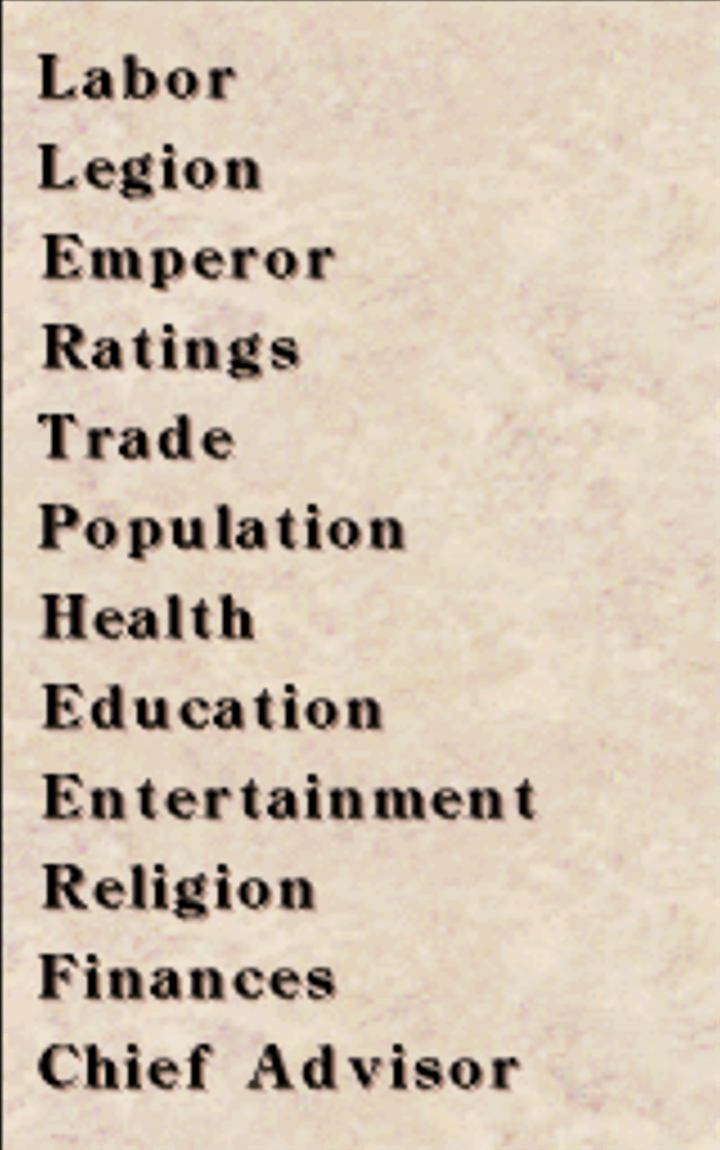 Labor
Legion
Emperor
Ratings
Trade
Population
Health
Education
Entertainment
Religion
Finances
Chief Advisor